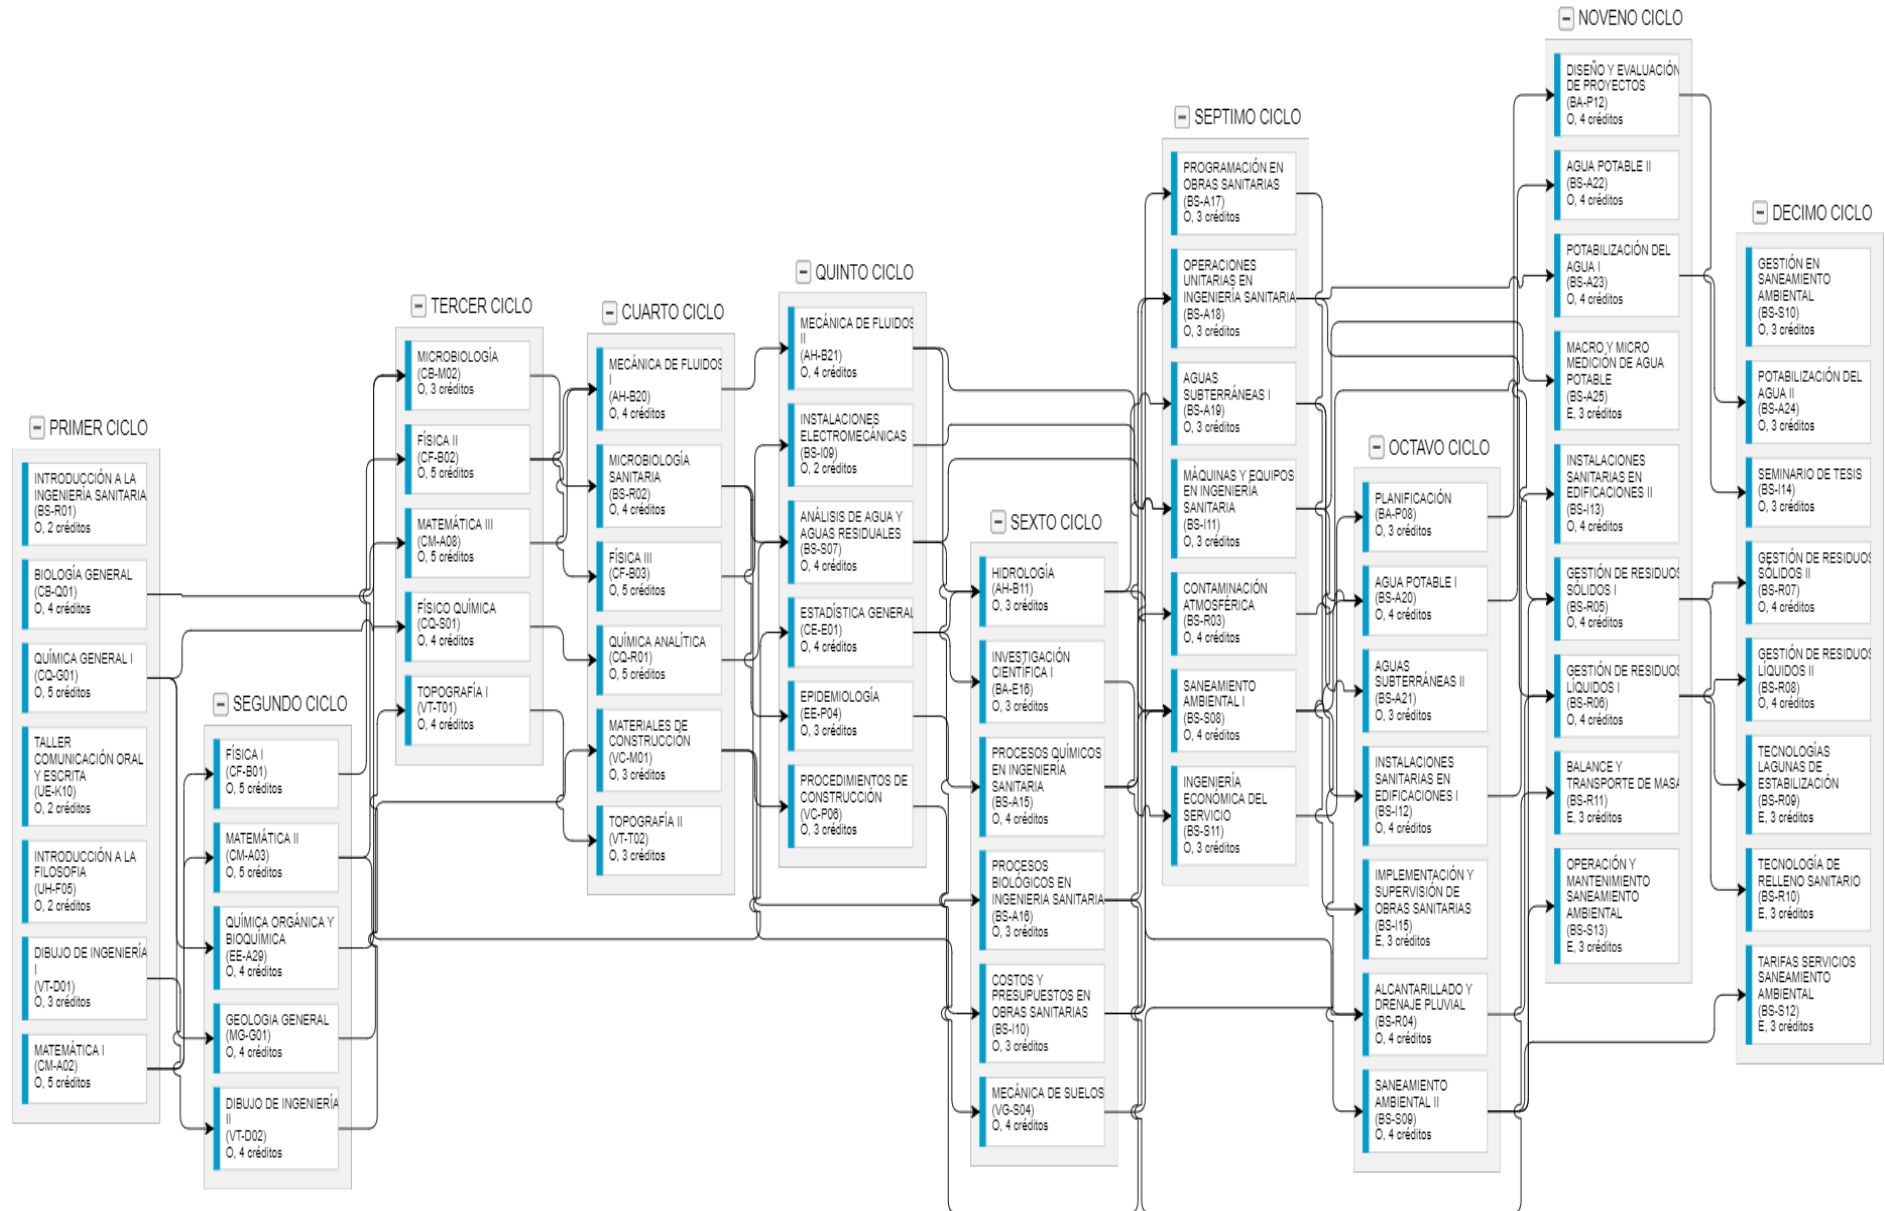 PRIMER CICLO
INTRODUCCIÓN A LA
INGENIERÍA SANITARIA
(BS-R01)
O, 2 créditos
BIOLOGÍA GENERAL
(CB-Q01)
O, 4 créditos
QUÍMICA GENERAL I
(CQ-G01)
O, 5 créditos
TALLER
COMUNICACIÓN ORAL
Y ESCRITA
(UE-K10)
O, 2 créditos
INTRODUCCIÓN A LA
FILOSOFIA
(UH-F05)
O, 2 créditos
DIBUJO DE INGENIERÍA
I
(VT-D01)
O, 3 créditos
MATEMÁTICA I
(CM-A02)
O, 5 créditos
SEGUNDO CICLO
FÍSICA I
(CF-B01)
O, 5 créditos
MATEMÁTICA II
(CM-A03)
O, 5 créditos
QUÍMICA ORGÁNICA Y
BIOQUÍMICA
(EE-A29)
O, 4 créditos
GEOLOGIA GENERAL
(MG-G01)
O, 4 créditos
DIBUJO DE INGENIERÍA
II
(VT-D02)
O, 4 créditos
TERCER CICLO
MICROBIOLOGÍA
(CB-M02)
O, 3 créditos
FÍSICA II
(CF-B02)
O, 5 créditos
MATEMÁTICA III
(CM-A08)
O, 5 créditos
FÍSICO QUÍMICA
(CQ-S01)
O, 4 créditos
TOPOGRAFÍA I
(VT-T01)
O, 4 créditos
CUARTO CICLO
MECÁNICA DE FLUIDOS
I
(AH-B20)
O, 4 créditos
MICROBIOLOGÍA
SANITARIA
(BS-R02)
O, 4 créditos
FÍSICA III
(CF-B03)
O, 5 créditos
QUÍMICA ANALÍTICA
(CQ-R01)
O, 5 créditos
MATERIALES DE
CONSTRUCCIÓN
(VC-M01)
O, 3 créditos
TOPOGRAFÍA II
(VT-T02)
O, 3 créditos
QUINTO CICLO
MECÁNICA DE FLUIDOS
II
(AH-B21)
O, 4 créditos
INSTALACIONES
ELECTROMECÁNICAS
(BS-I09)
O, 2 créditos
ANÁLISIS DE AGUA Y
AGUAS RESIDUALES
(BS-S07)
O, 4 créditos
ESTADÍSTICA GENERAL
(CE-E01)
O, 4 créditos
EPIDEMIOLOGÍA
(EE-P04)
O, 3 créditos
PROCEDIMIENTOS DE
CONSTRUCCIÓN
(VC-P06)
O, 3 créditos
SEXTO CICLO
HIDROLOGÍA
(AH-B11)
O, 3 créditos
INVESTIGACIÓN
CIENTÍFICA I
(BA-E16)
O, 3 créditos
PROCESOS QUÍMICOS
EN INGENIERÍA
SANITARIA
(BS-A15)
O, 4 créditos
PROCESOS
BIOLÓGICOS EN
INGENIERIA SANITARIA
(BS-A16)
O, 3 créditos
COSTOS Y
PRESUPUESTOS EN
OBRAS SANITARIAS
(BS-I10)
O, 3 créditos
MECÁNICA DE SUELOS
(VG-S04)
O, 4 créditos
SEPTIMO CICLO
PROGRAMACIÓN EN
OBRAS SANITARIAS
(BS-A17)
O, 3 créditos
OPERACIONES
UNITARIAS EN
INGENIERÍA SANITARIA
(BS-A18)
O, 3 créditos
AGUAS
SUBTERRÁNEAS I
(BS-A19)
O, 3 créditos
MÁQUINAS Y EQUIPOS
EN INGENIERÍA
SANITARIA
(BS-I11)
O, 3 créditos
CONTAMINACIÓN
ATMOSFÉRICA
(BS-R03)
O, 4 créditos
SANEAMIENTO
AMBIENTAL I
(BS-S08)
O, 4 créditos
INGENIERÍA
ECONÓMICA DEL
SERVICIO
(BS-S11)
O, 3 créditos
OCTAVO CICLO
PLANIFICACIÓN
(BA-P08)
O, 3 créditos
AGUA POTABLE I
(BS-A20)
O, 4 créditos
AGUAS
SUBTERRÁNEAS II
(BS-A21)
O, 3 créditos
INSTALACIONES
SANITARIAS EN
EDIFICACIONES I
(BS-I12)
O, 4 créditos
IMPLEMENTACIÓN Y
SUPERVISIÓN DE
OBRAS SANITARIAS
(BS-I15)
E, 3 créditos
ALCANTARILLADO Y
DRENAJE PLUVIAL
(BS-R04)
O, 4 créditos
SANEAMIENTO
AMBIENTAL II
(BS-S09)
O, 4 créditos
NOVENO CICLO
DISEÑO Y EVALUACIÓN
DE PROYECTOS
(BA-P12)
O, 4 créditos
AGUA POTABLE II
(BS-A22)
O, 4 créditos
POTABILIZACIÓN DEL
AGUA I
(BS-A23)
O, 4 créditos
MACRO Y MICRO
MEDICIÓN DE AGUA
POTABLE
(BS-A25)
E, 3 créditos
INSTALACIONES
SANITARIAS EN
EDIFICACIONES II
(BS-I13)
O, 4 créditos
GESTIÓN DE RESIDUOS
SÓLIDOS I
(BS-R05)
O, 4 créditos
GESTIÓN DE RESIDUOS
LÍQUIDOS I
(BS-R06)
O, 4 créditos
BALANCE Y
TRANSPORTE DE MASA
(BS-R11)
E, 3 créditos
OPERACIÓN Y
MANTENIMIENTO
SANEAMIENTO
AMBIENTAL
(BS-S13)
E, 3 créditos
DECIMO CICLO
GESTIÓN EN
SANEAMIENTO
AMBIENTAL
(BS-S10)
O, 3 créditos
POTABILIZACIÓN DEL
AGUA II
(BS-A24)
O, 3 créditos
SEMINARIO DE TESIS
(BS-I14)
O, 3 créditos
GESTIÓN DE RESIDUOS
SÓLIDOS II
(BS-R07)
O, 4 créditos
GESTIÓN DE RESIDUOS
LÍQUIDOS II
(BS-R08)
O, 4 créditos
TECNOLOGÍAS
LAGUNAS DE
ESTABILIZACIÓN
(BS-R09)
E, 3 créditos
TECNOLOGÍA DE
RELLENO SANITARIO
(BS-R10)
E, 3 créditos
TARIFAS SERVICIOS
SANEAMIENTO
AMBIENTAL
(BS-S12)
E, 3 créditos